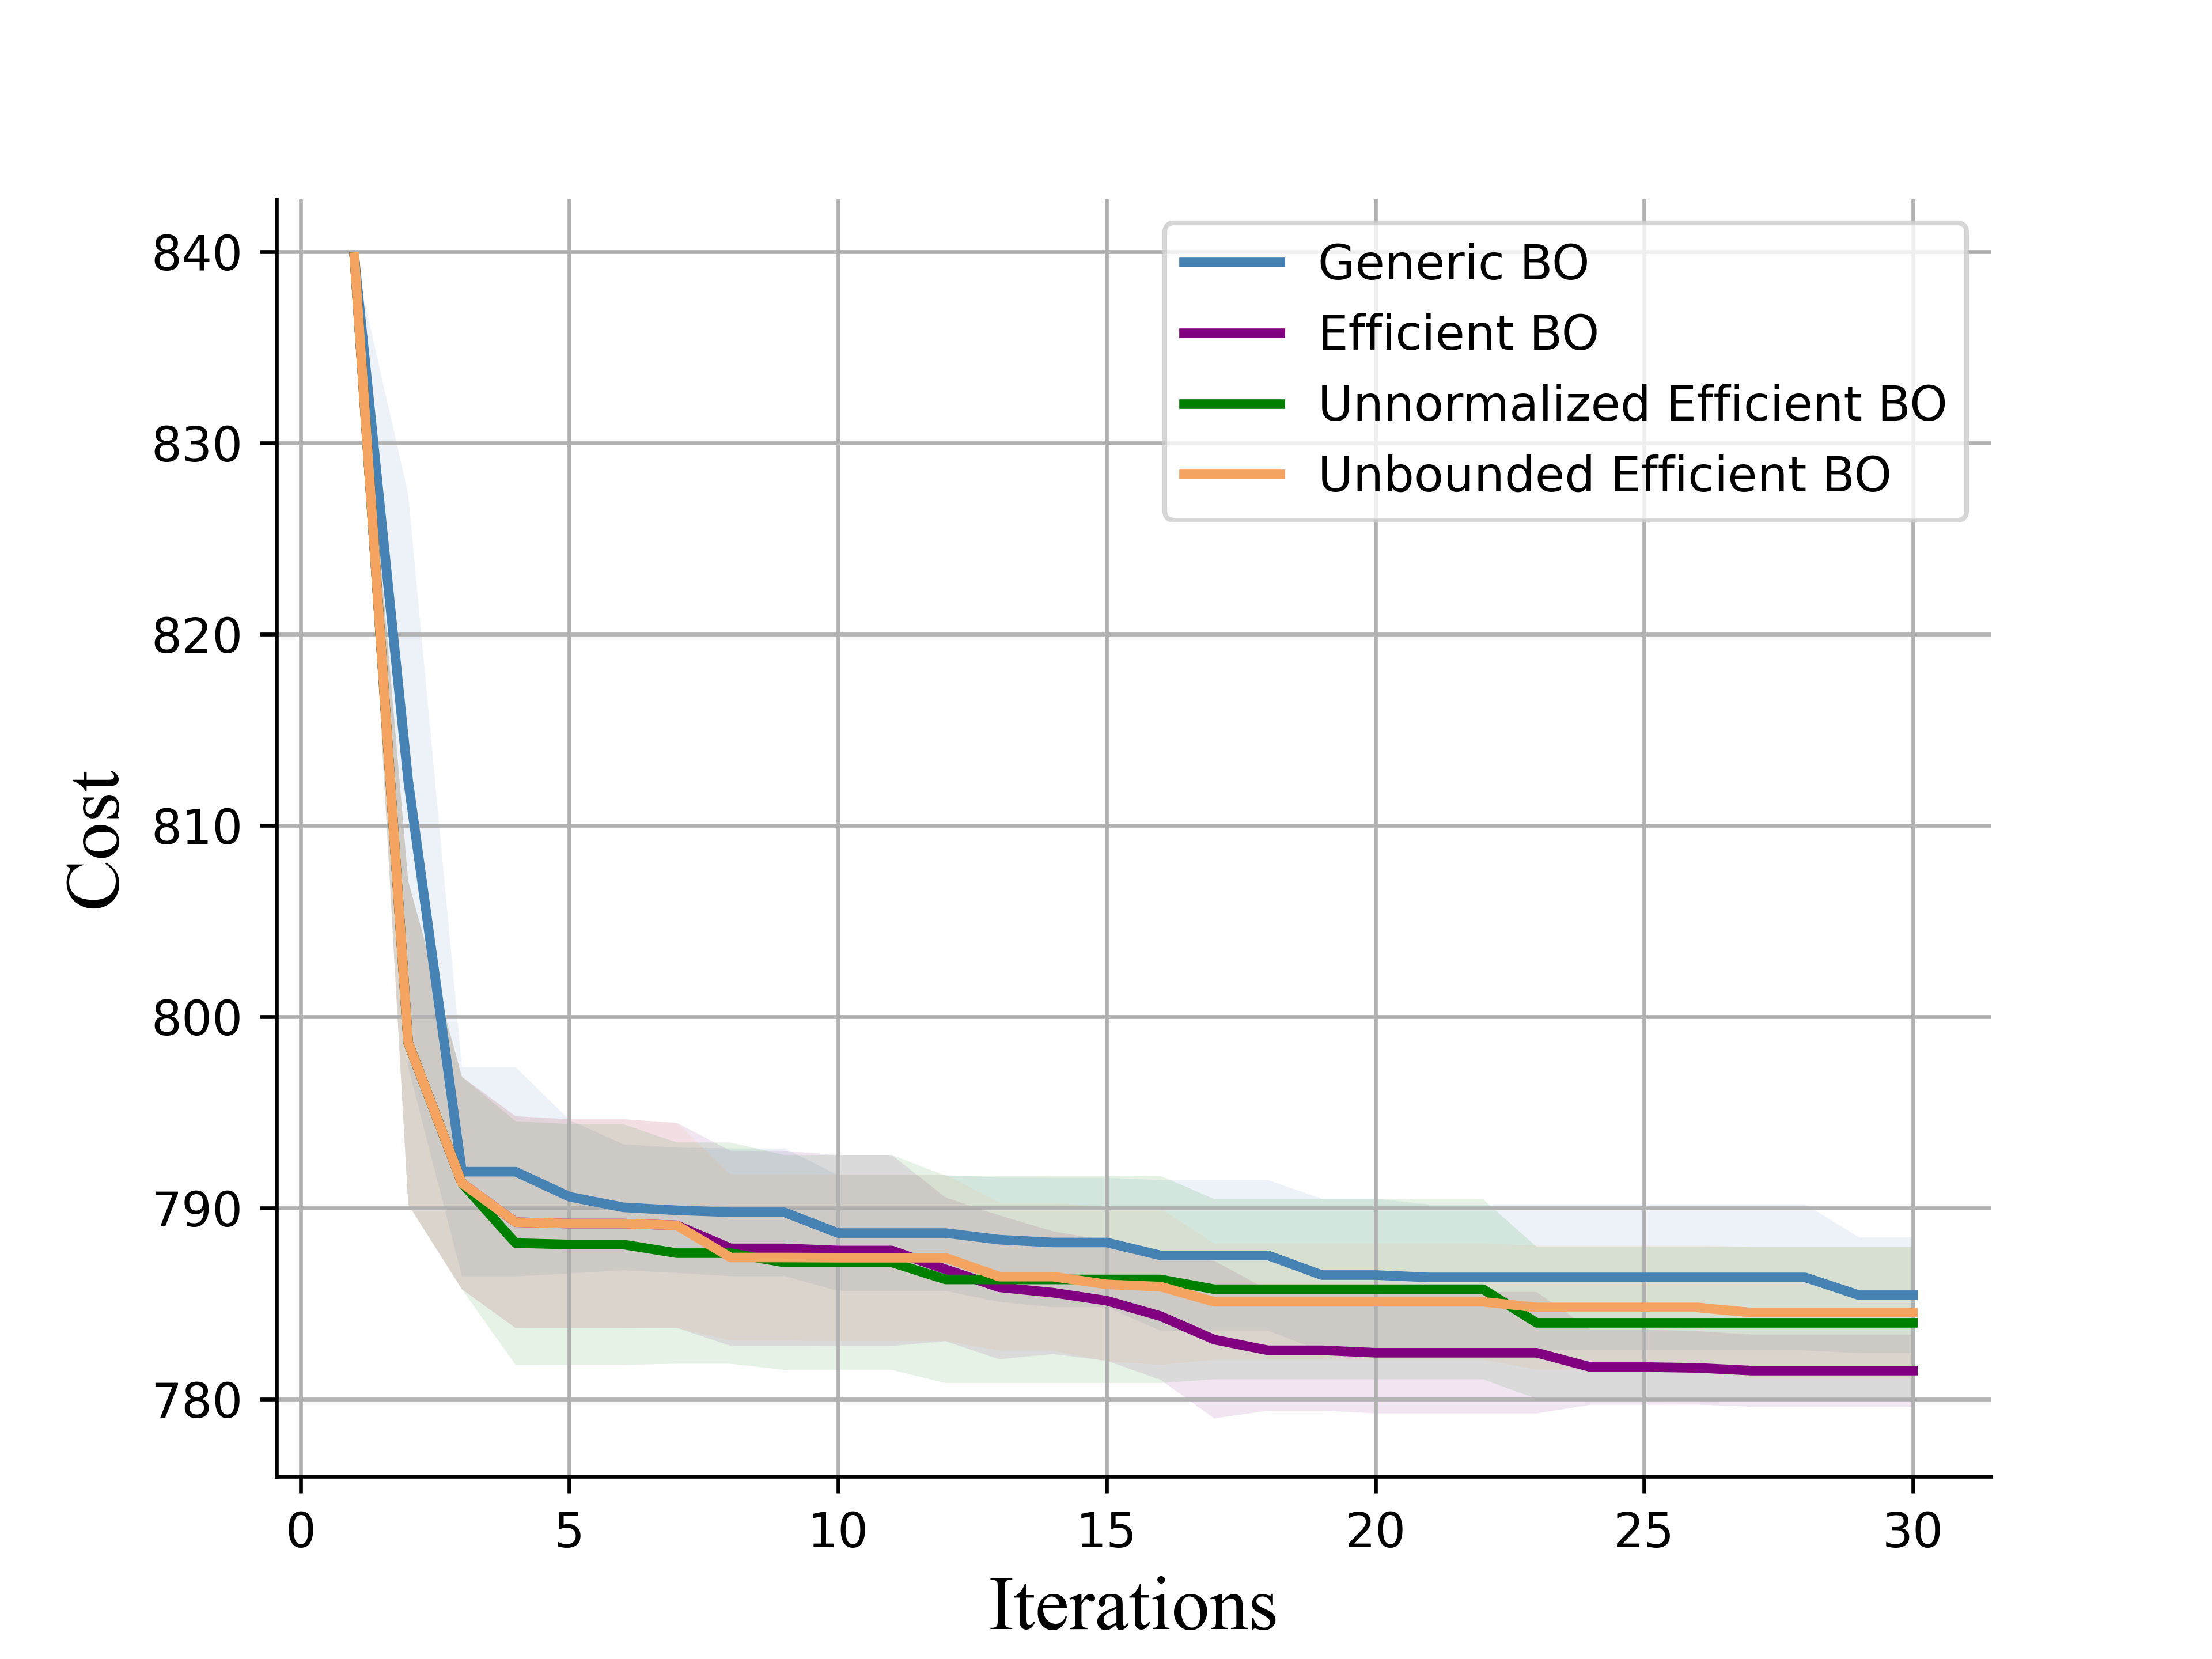 Generic BO
Efficient BO
Unnormalized Efficient BO
Unbounded Efficient BO
840
830
820
810
800
790
780
Cost
0 5 10 15 20 25 30
Iterations